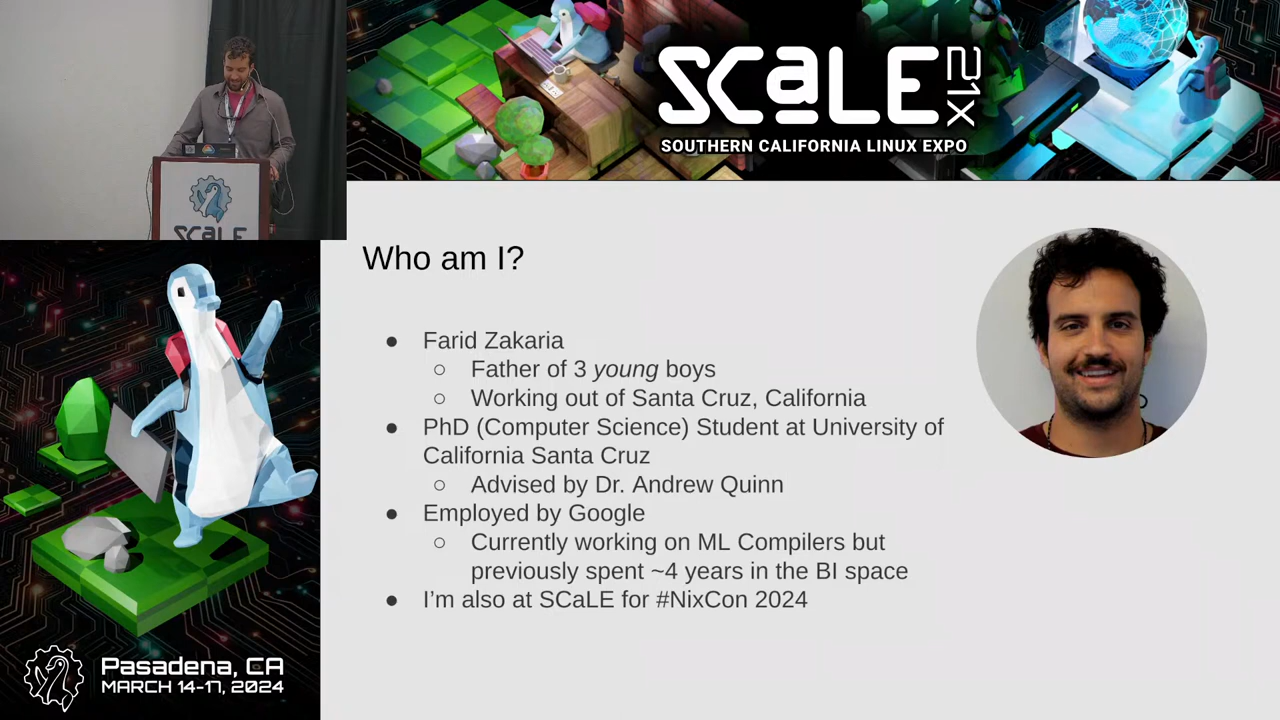 SCaLE 21x
SOUTHERN CALIFORNIA LINUX EXPO
SCaLE
Who am I?
● Farid Zakaria
○ Father of 3 young boys
○ Working out of Santa Cruz, California
● PhD (Computer Science) Student at University of
California Santa Cruz
○ Advised by Dr. Andrew Quinn
● Employed by Google
○ Currently working on ML Compilers but
previously spent ~4 years in the BI space
● I’m also at SCaLE for #NixCon 2024
Pasadena, CA
MARCH 14-17, 2024